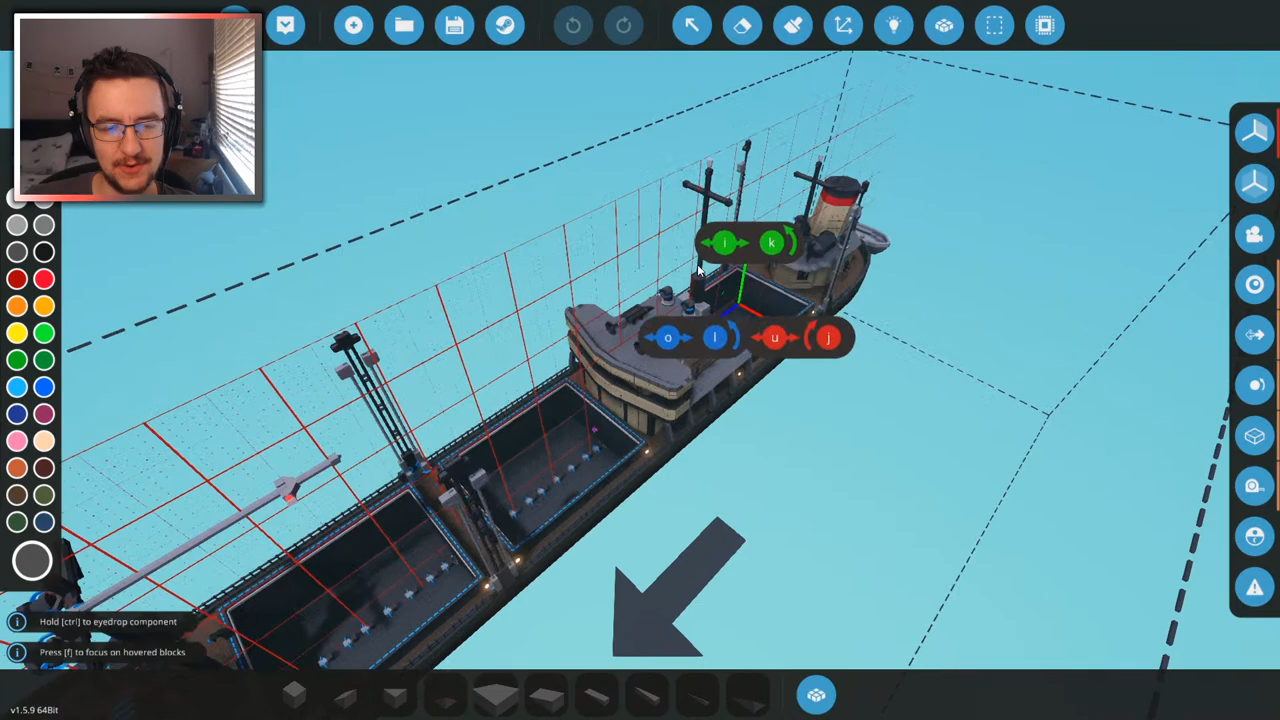 i k
o l u j
Hold [ctrl] to eyedrop component
Press [f] to focus on hovered blocks
v1.5.9 64Bit